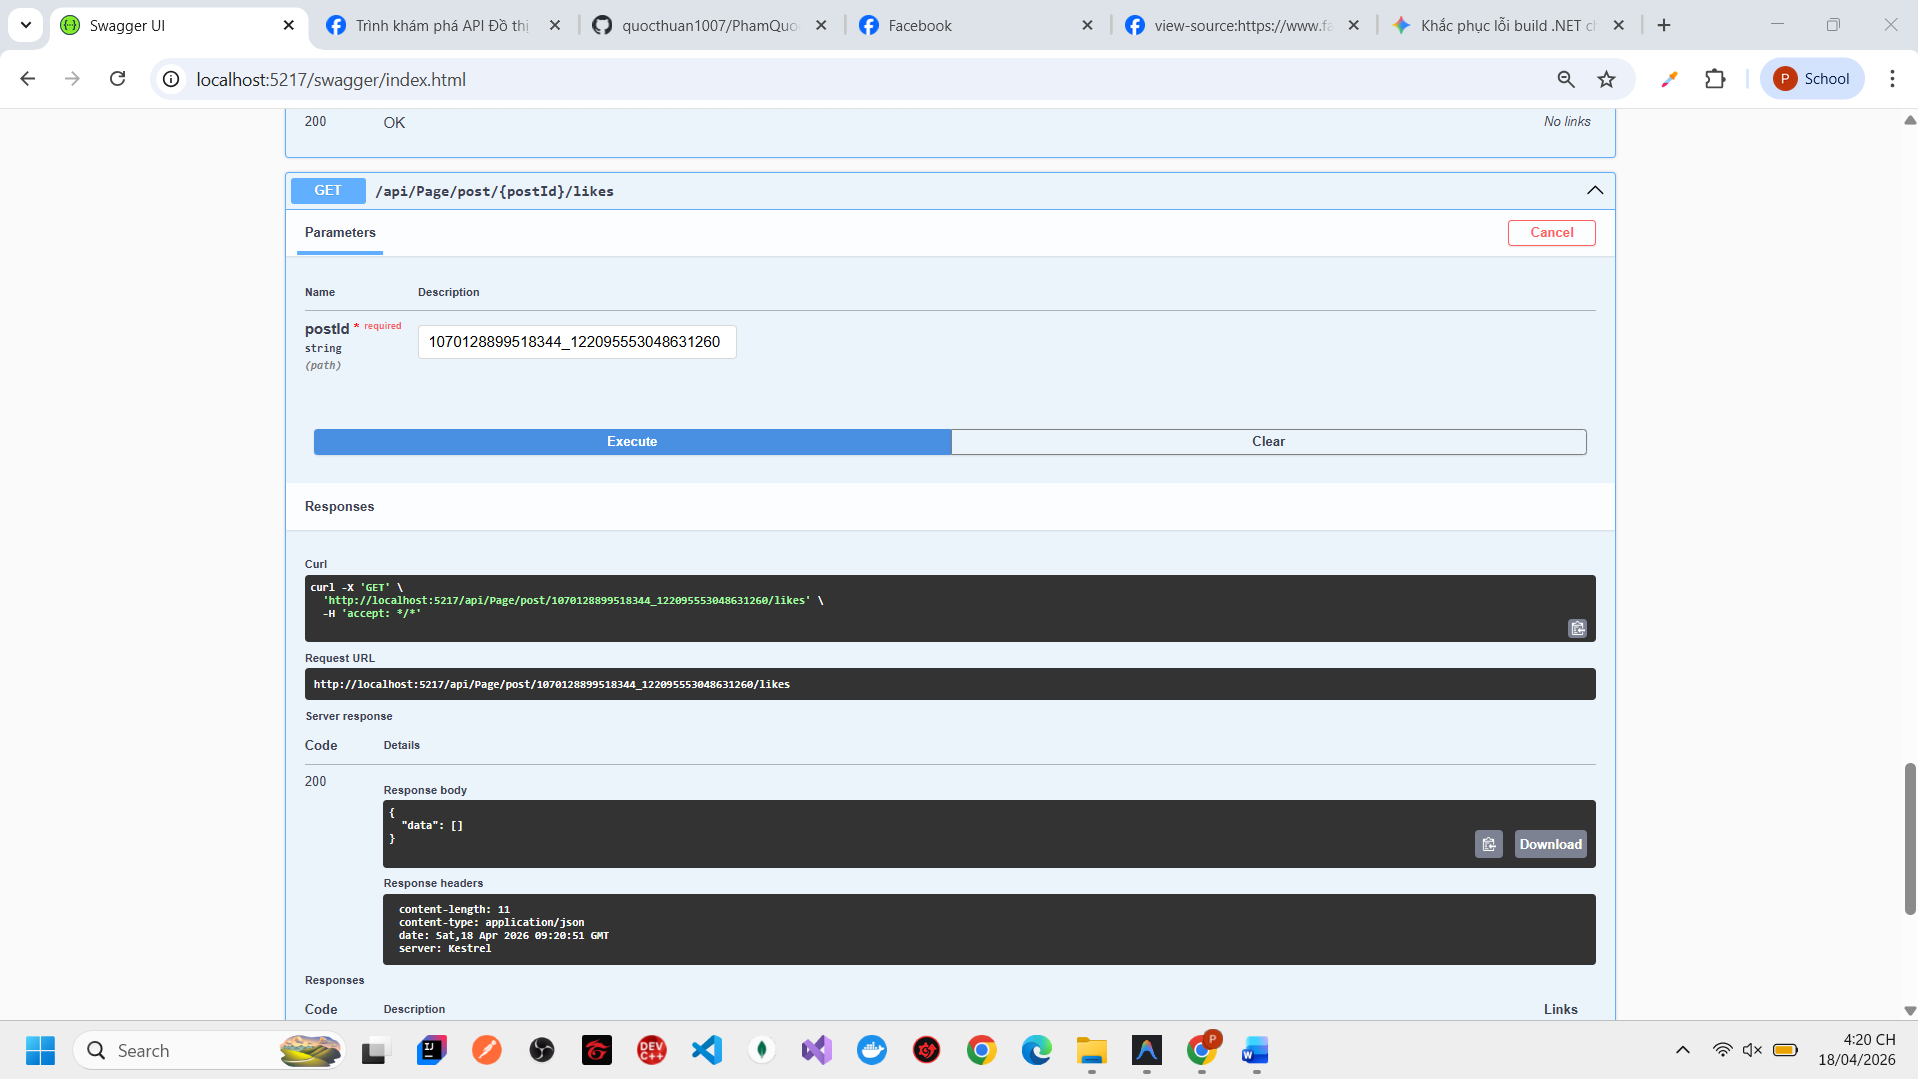 Swagger UI
Trình khám phá API Đồ thị
quocthuan1007/PhamQuo
Facebook
view-source:https://www.fa
Khắc phục lỗi build .NET ch
localhost:5217/swagger/index.html
P
School
200
OK
No links
GET
/api/Page/post/{postId}/likes
Parameters
Cancel
Name
Description
postId * required
string
(path)
1070128899518344_122095553048631260
Execute
Clear
Responses
Curl
curl -X 'GET' \
'http://localhost:5217/api/Page/post/1070128899518344_122095553048631260/likes' \
-H 'accept: */*'
Request URL
http://localhost:5217/api/Page/post/1070128899518344_122095553048631260/likes
Server response
Code
Details
200
Response body
{
"data": []
}
Download
Response headers
content-length: 11
content-type: application/json
date: Sat,18 Apr 2026 09:20:51 GMT
server: Kestrel
Responses
Code
Description
Links
Search
IJ
DEV
C++
P
W
4:20 CH
18/04/2026